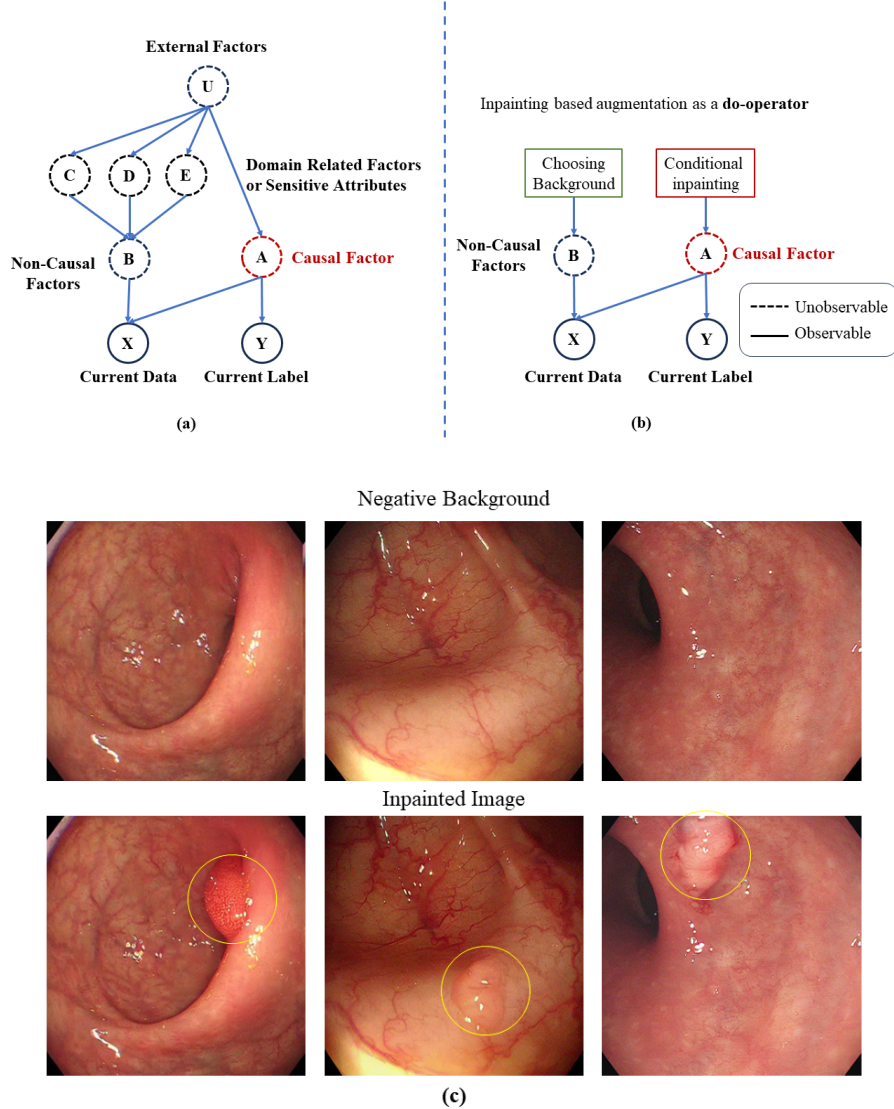 External Factors
U
C
D
E
Domain Related Factors
or Sensitive Attributes
B
A
Non-Causal
Factors
Causal Factor
X
Y
Current Data
Current Label
(a)
Inpainting based augmentation as a do-operator
Choosing
Background
Conditional
inpainting
Non-Causal
Factors
B
A
Causal Factor
Unobservable
Observable
X
Y
Current Data
Current Label
(b)
Negative Background
Inpainted Image
(c)